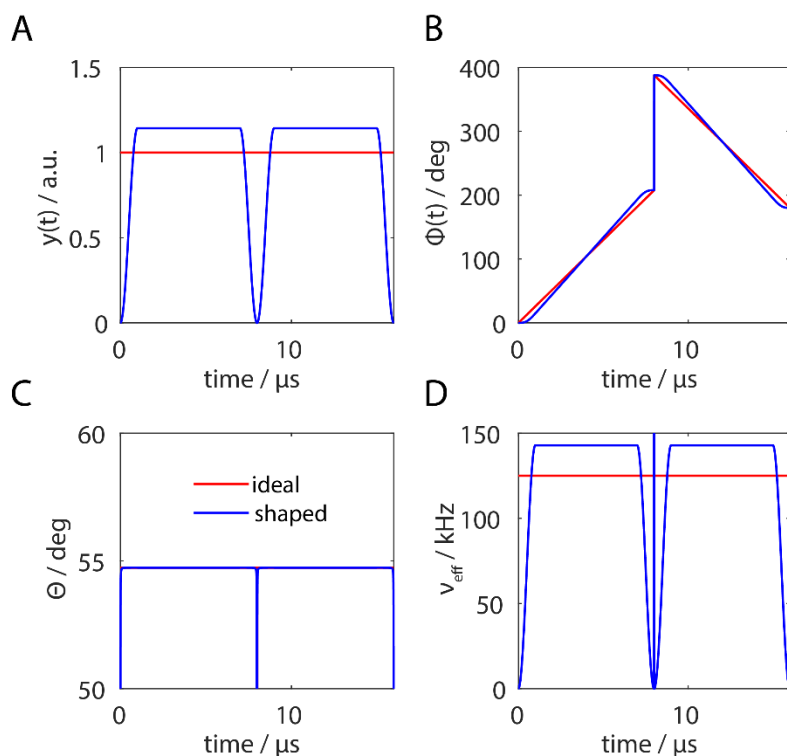 A
y(t) / a.u.
1.5
1
0.5
0
0
10
time / µs
B
Φ(t) / deg
400
300
200
100
0
0
10
time / µs
C
Θ / deg
60
55
50
ideal
shaped
0
10
time / µs
D
νeff / kHz
150
100
50
0
0
10
time / µs